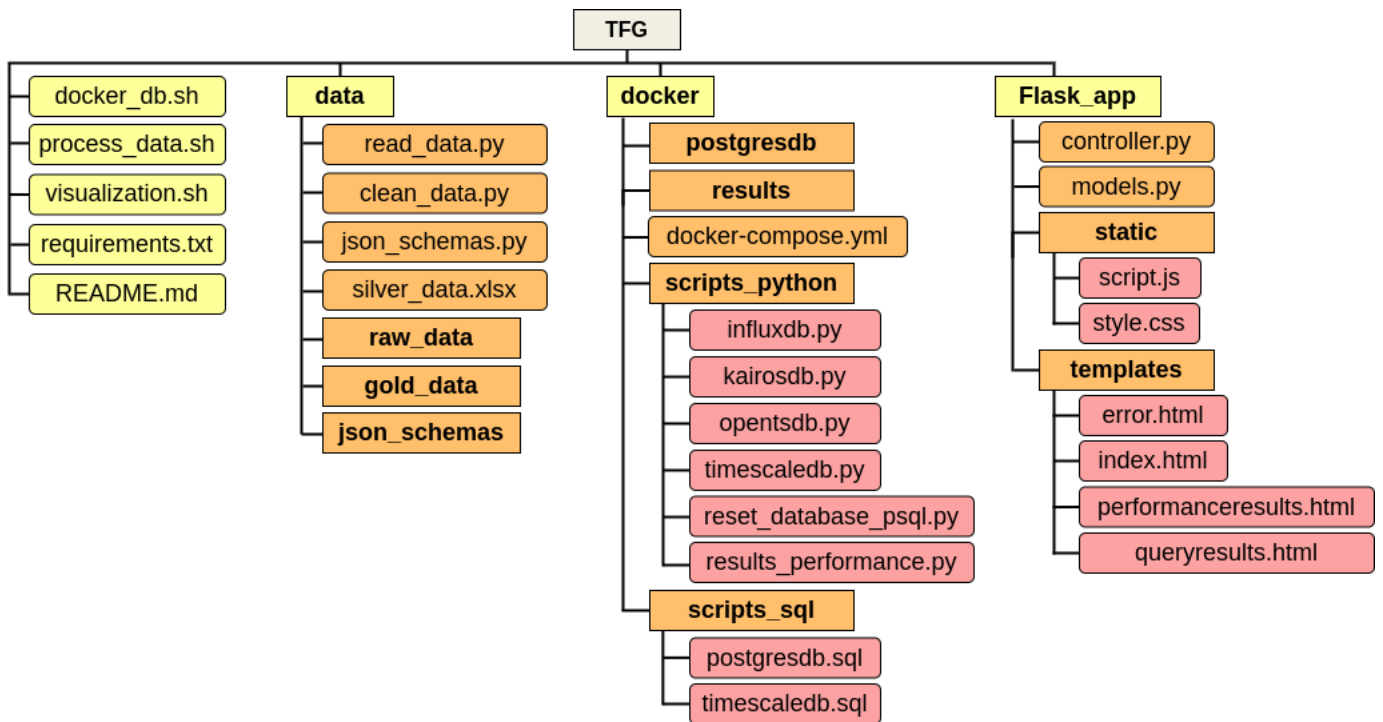 TFG
docker_db.sh
process_data.sh
visualization.sh
requirements.txt
README.md
data
read_data.py
clean_data.py
json_schemas.py
silver_data.xlsx
raw_data
gold_data
json_schemas
docker
postgresdb
results
docker-compose.yml
scripts_python
influxdb.py
kairosdb.py
opentsdb.py
timescaledb.py
reset_database_psql.py
results_performance.py
scripts_sql
postgresdb.sql
timescaledb.sql
Flask_app
controller.py
models.py
static
script.js
style.css
templates
error.html
index.html
performanceresults.html
queryresults.html